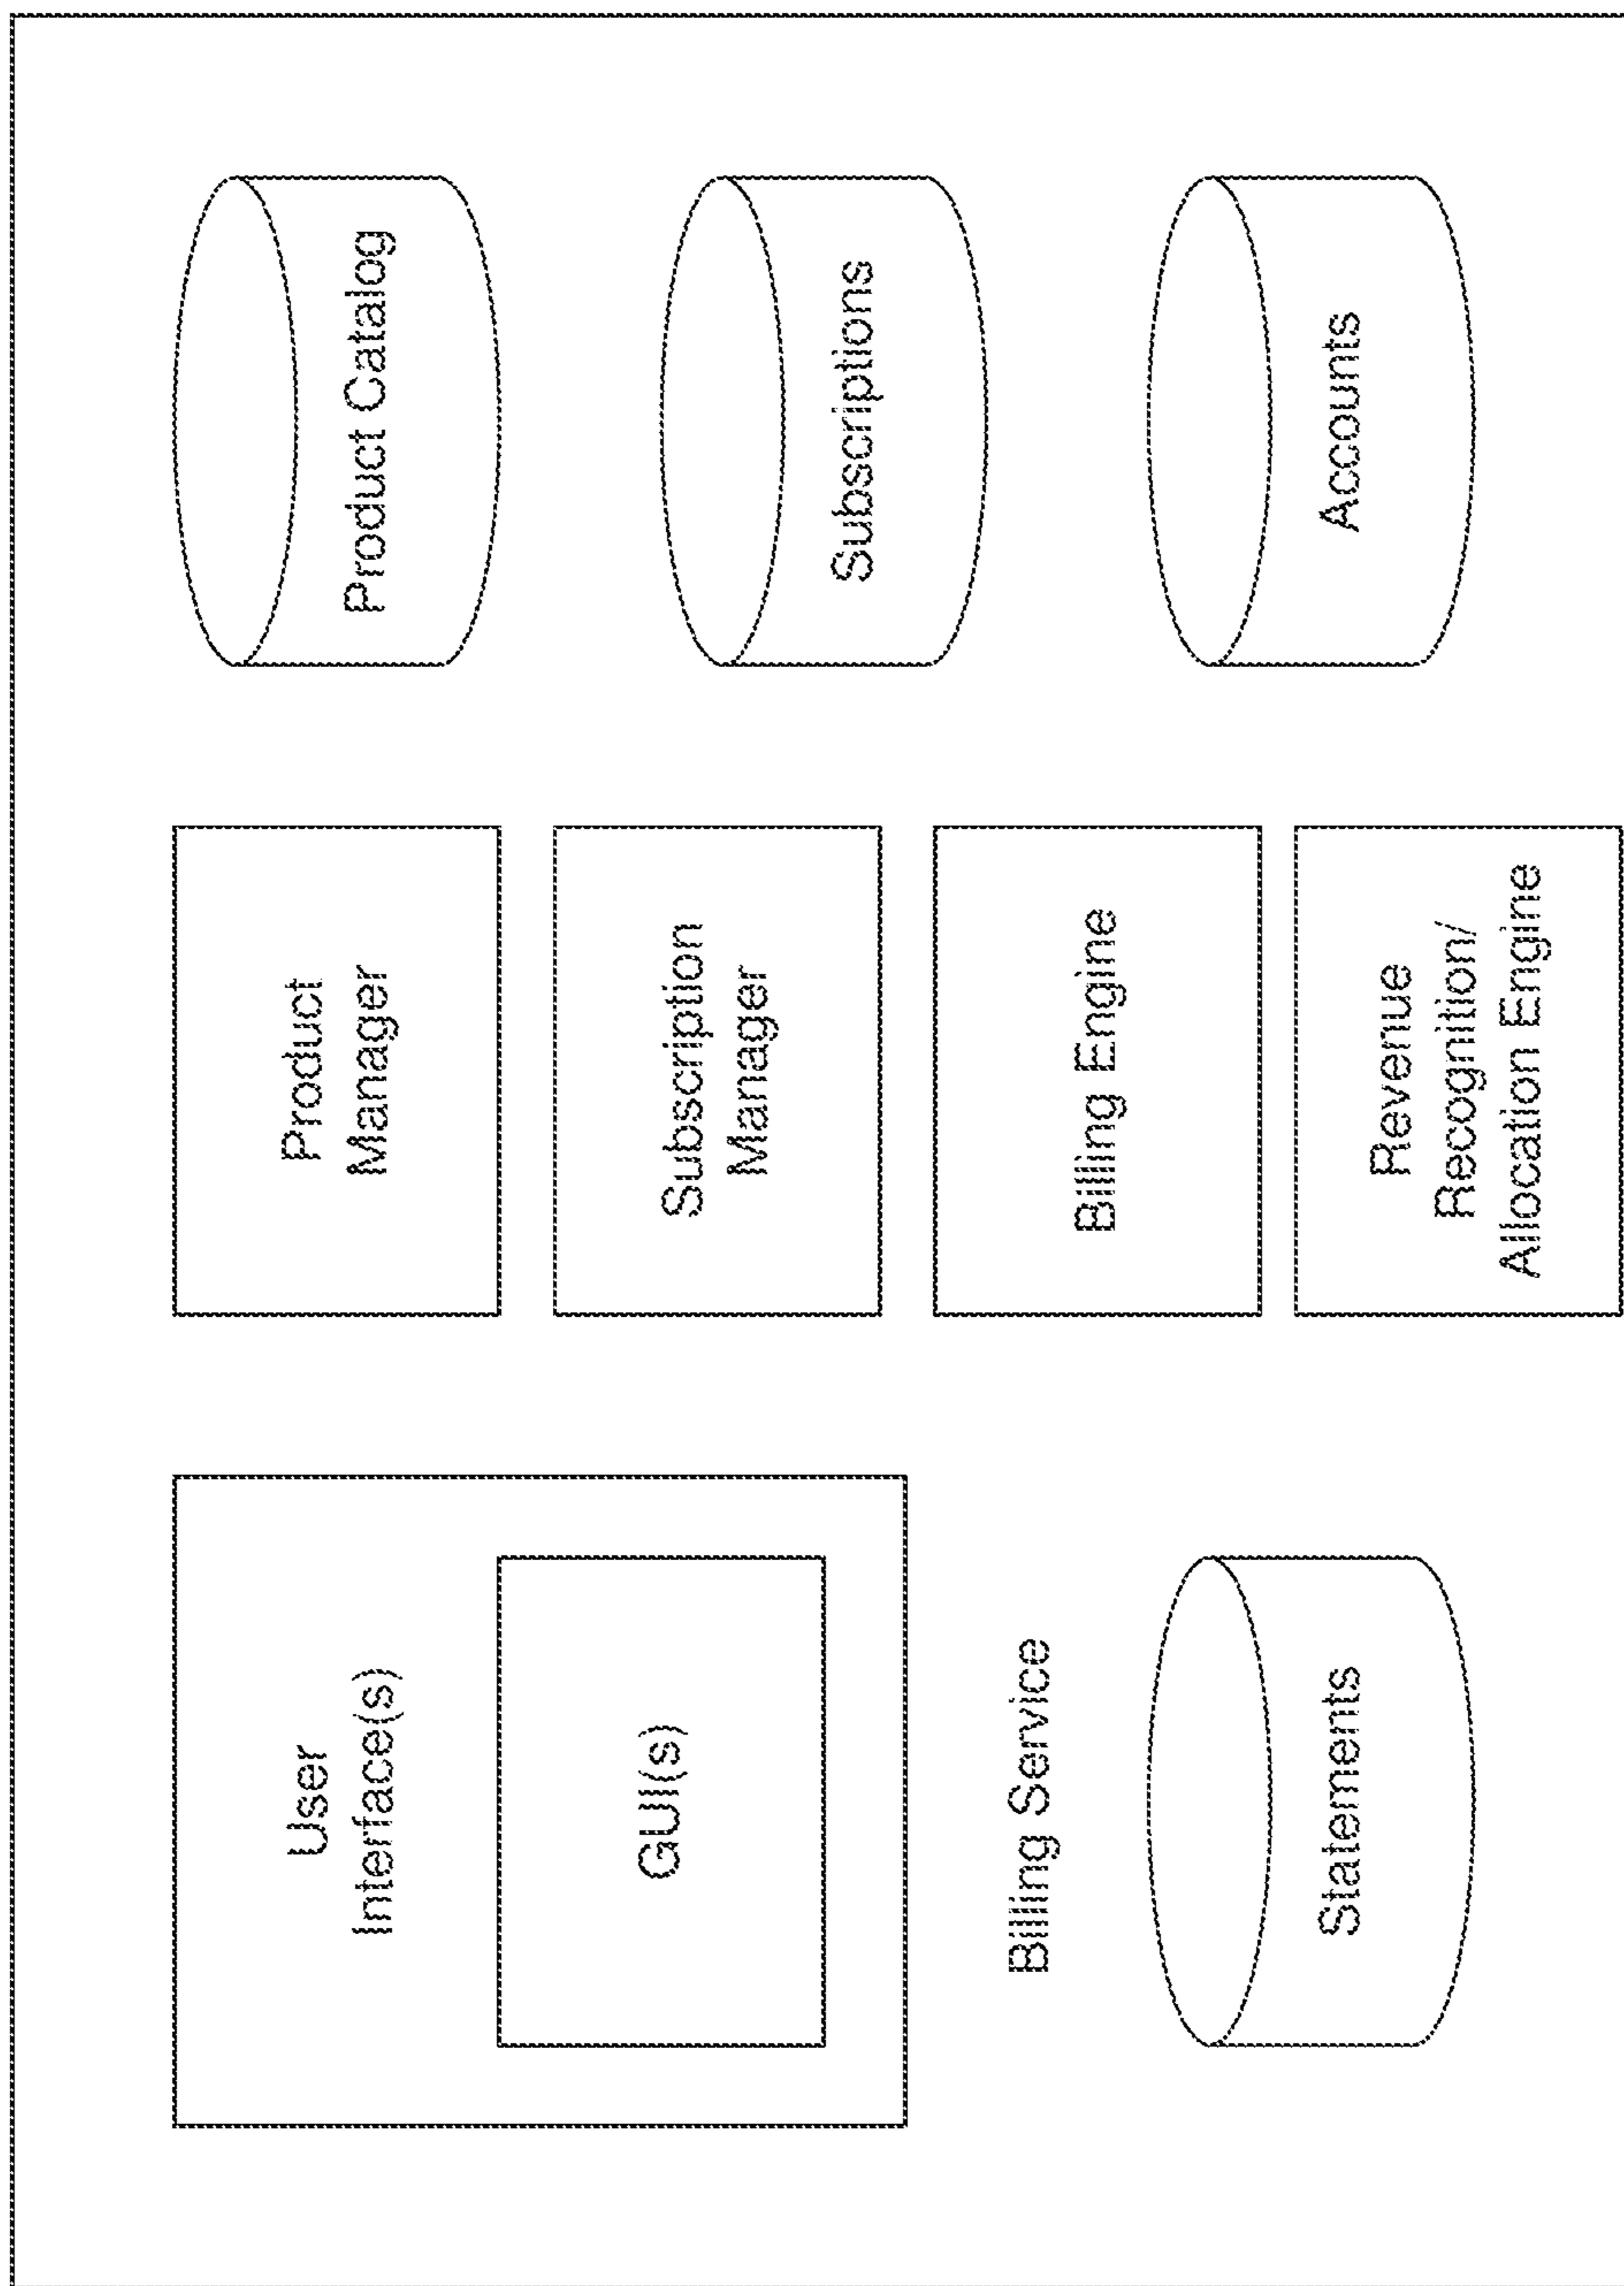 User
Interface(s)
GUI(s)
Billing Service
Statements
Product
Manager
Subscription
Manager
Billing Engine
Revenue
Recognition/
Allocation Engine
Product Catalog
Subscriptions
Accounts